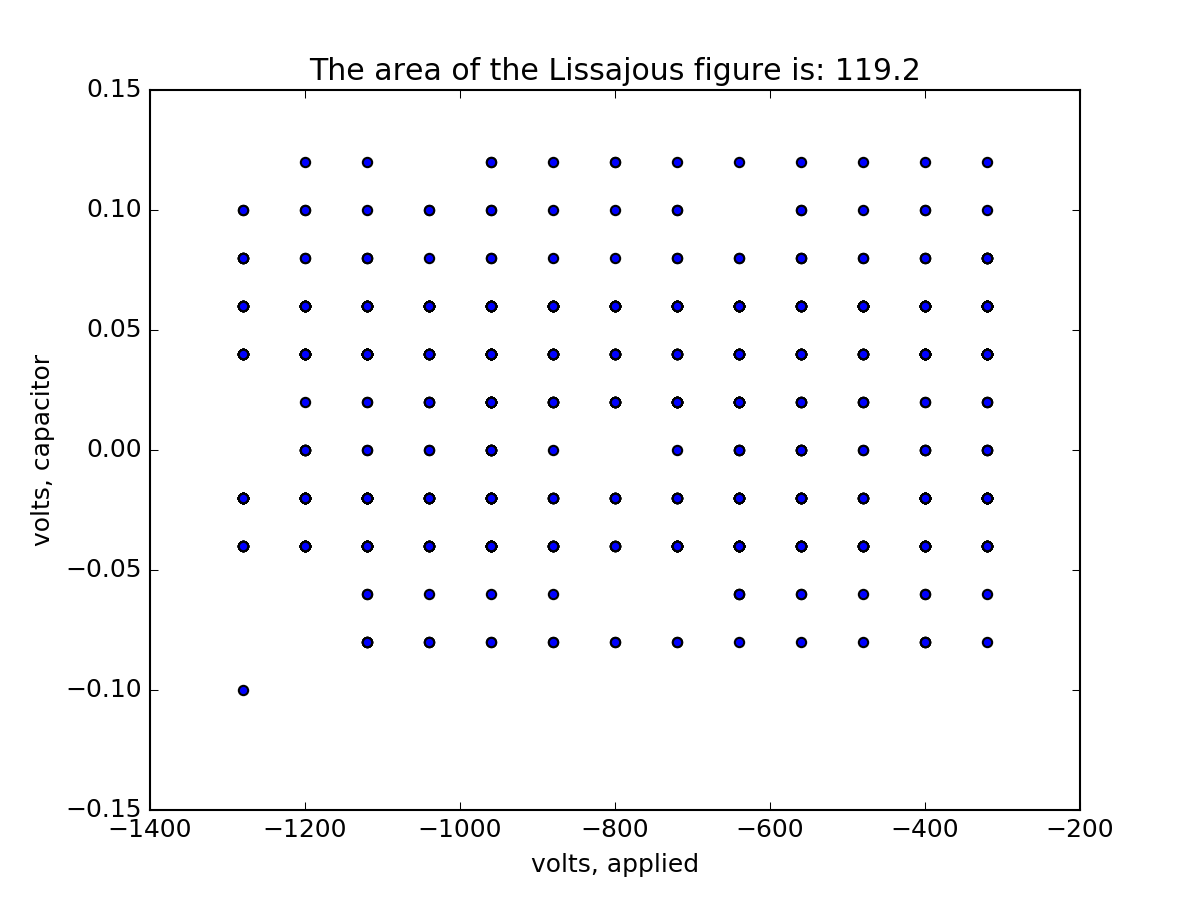 The area of the Lissajous figure is: 119.2
0.15
0.10
0.05
0.00
−0.05
−0.10
−0.15
volts, capacitor
−1400 −1200 −1000 −800 −600 −400 −200
volts, applied